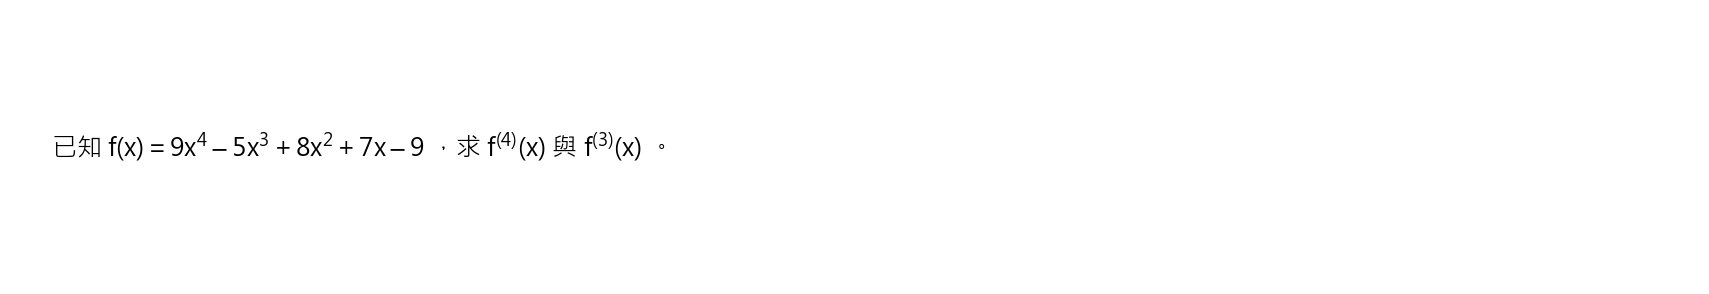 已知 f(x) = 9x⁴ – 5x³ + 8x² + 7x – 9 ，求 f⁽⁴⁾(x) 與 f⁽³⁾(x) 。